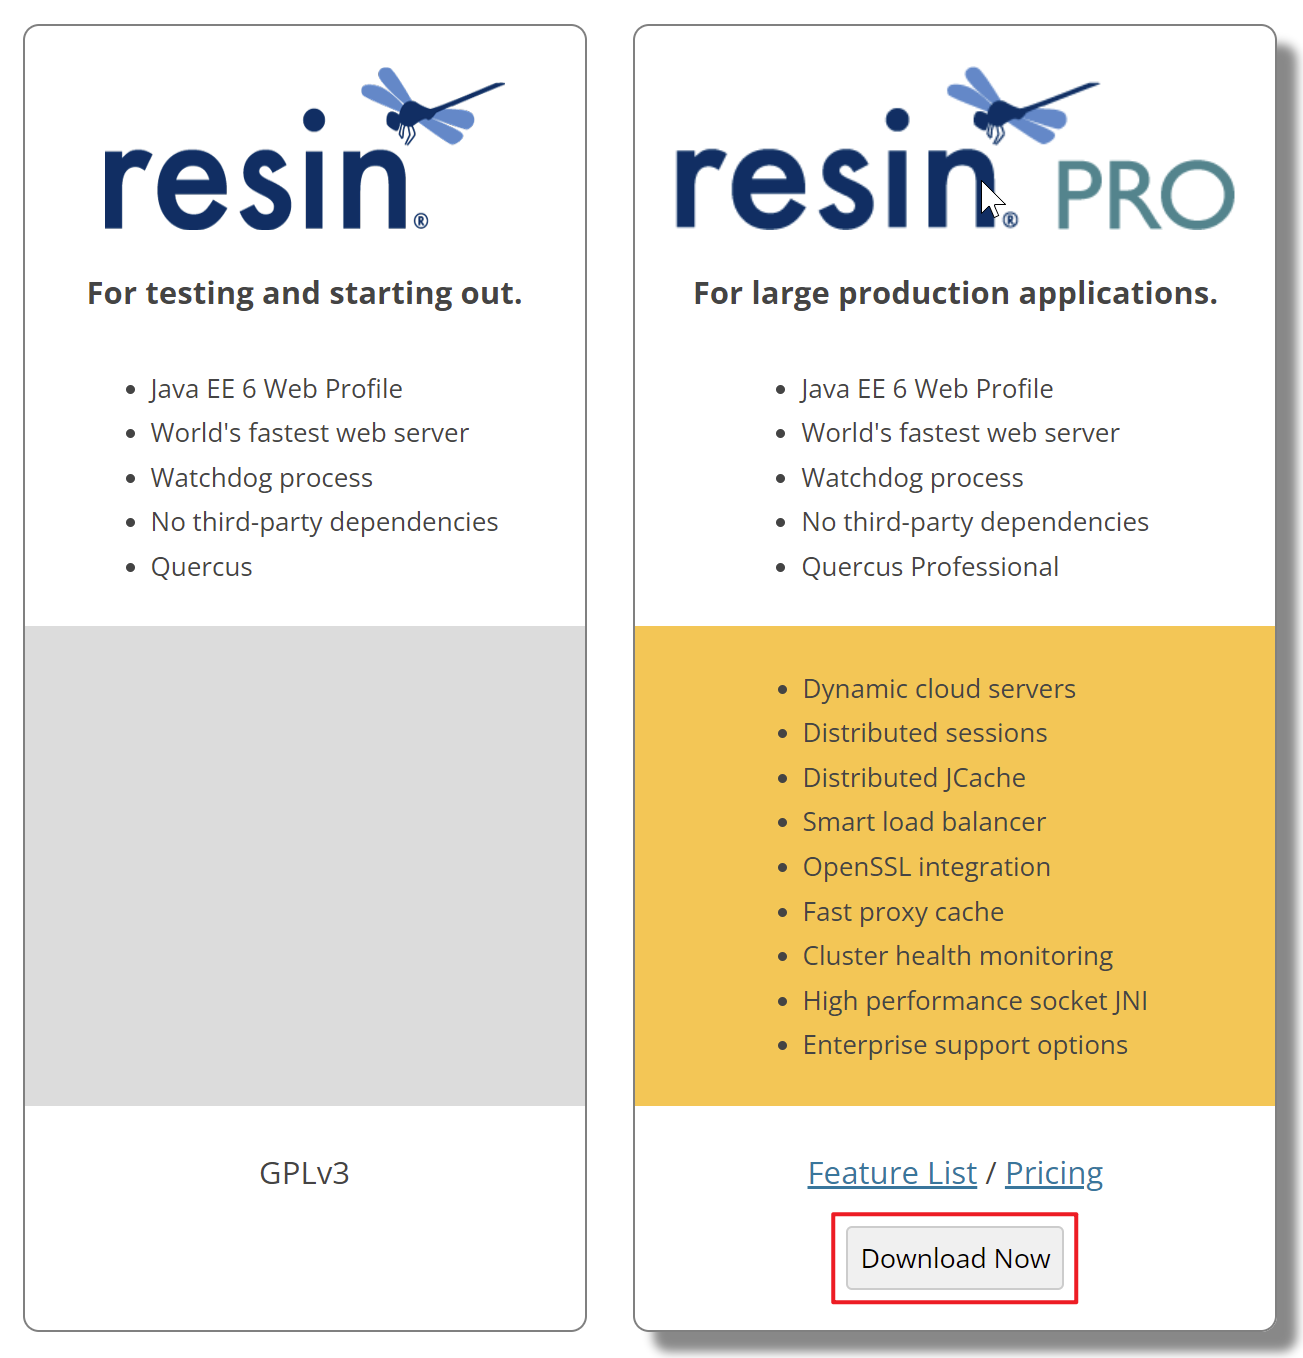 resin®
For testing and starting out.
Java EE 6 Web Profile
World's fastest web server
Watchdog process
No third-party dependencies
Quercus
GPLv3
resin® PRO
For large production applications.
Java EE 6 Web Profile
World's fastest web server
Watchdog process
No third-party dependencies
Quercus Professional
Dynamic cloud servers
Distributed sessions
Distributed JCache
Smart load balancer
OpenSSL integration
Fast proxy cache
Cluster health monitoring
High performance socket JNI
Enterprise support options
Feature List / Pricing
Download Now